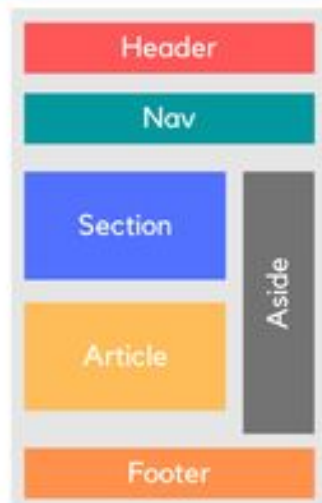 Header
Nav
Section
Aside
Article
Footer